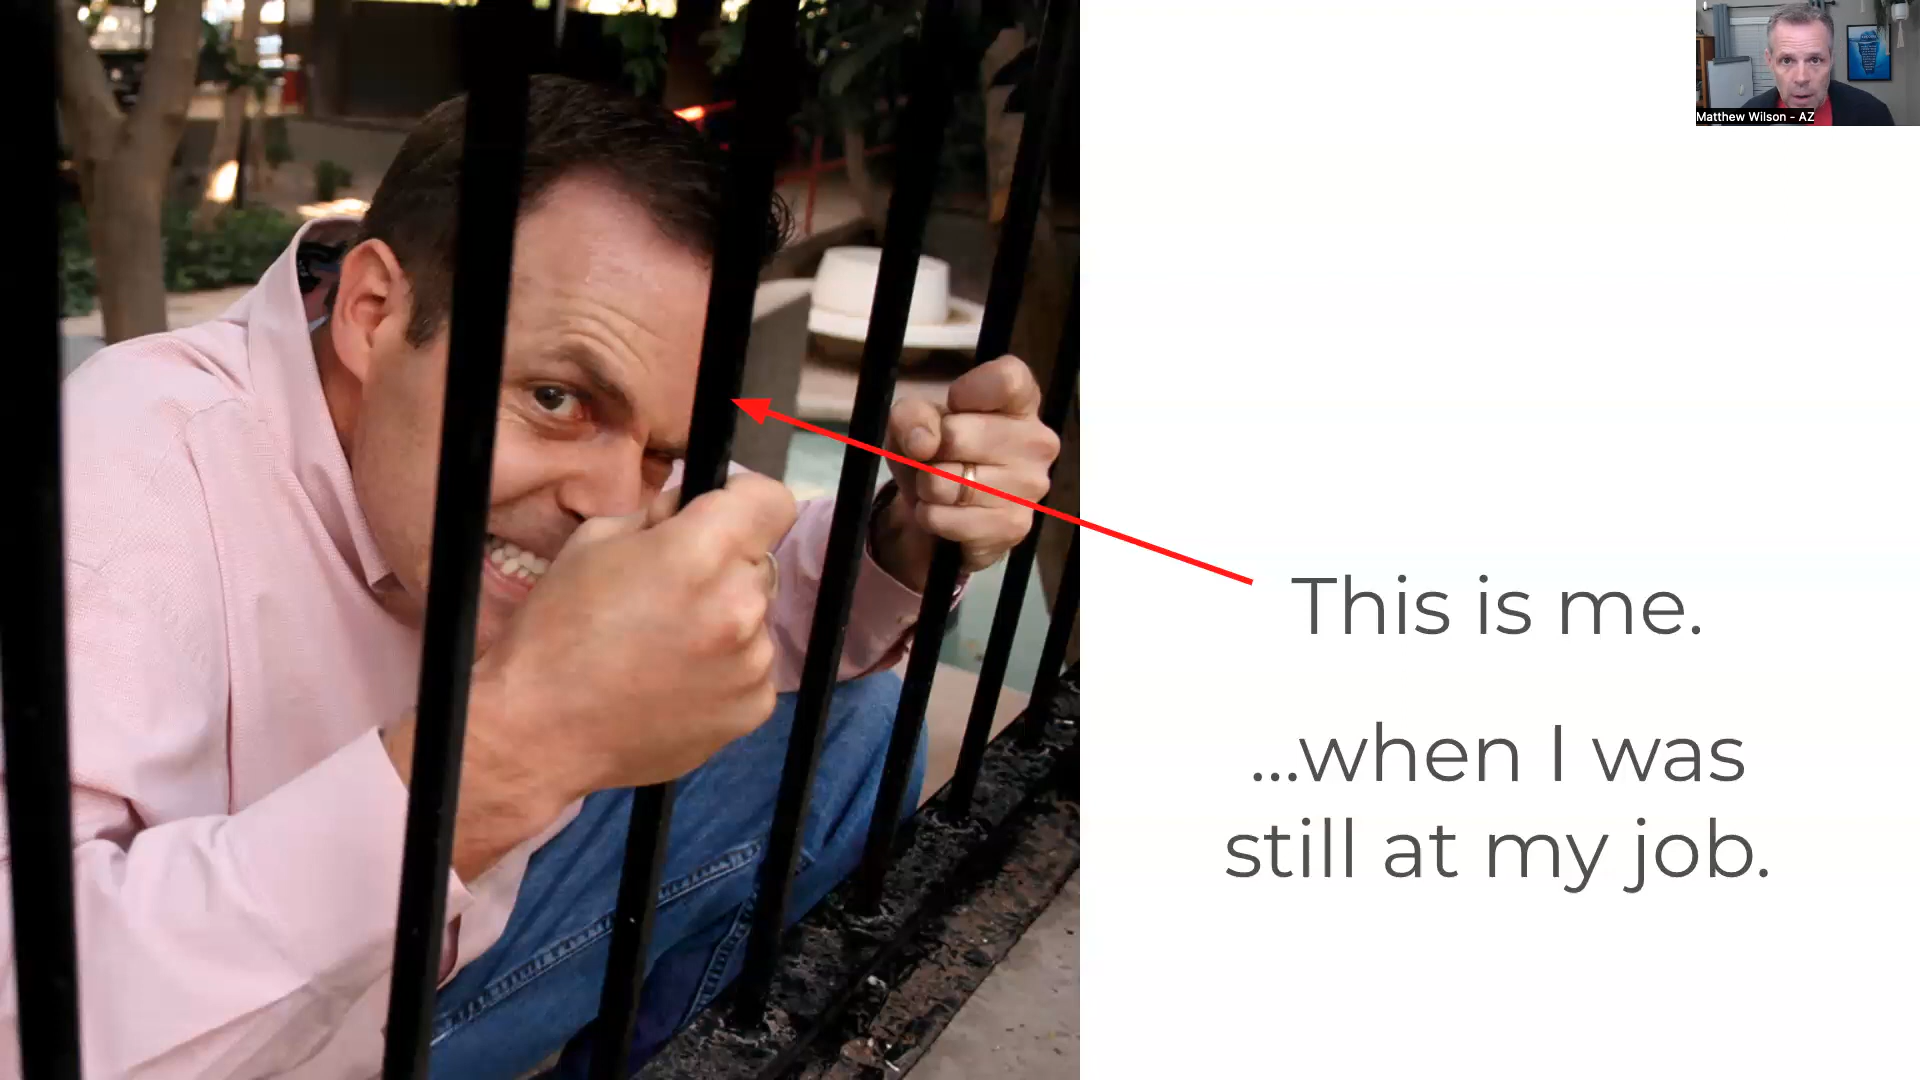 Matthew Wilson - AZ
This is me.
...when I was
still at my job.